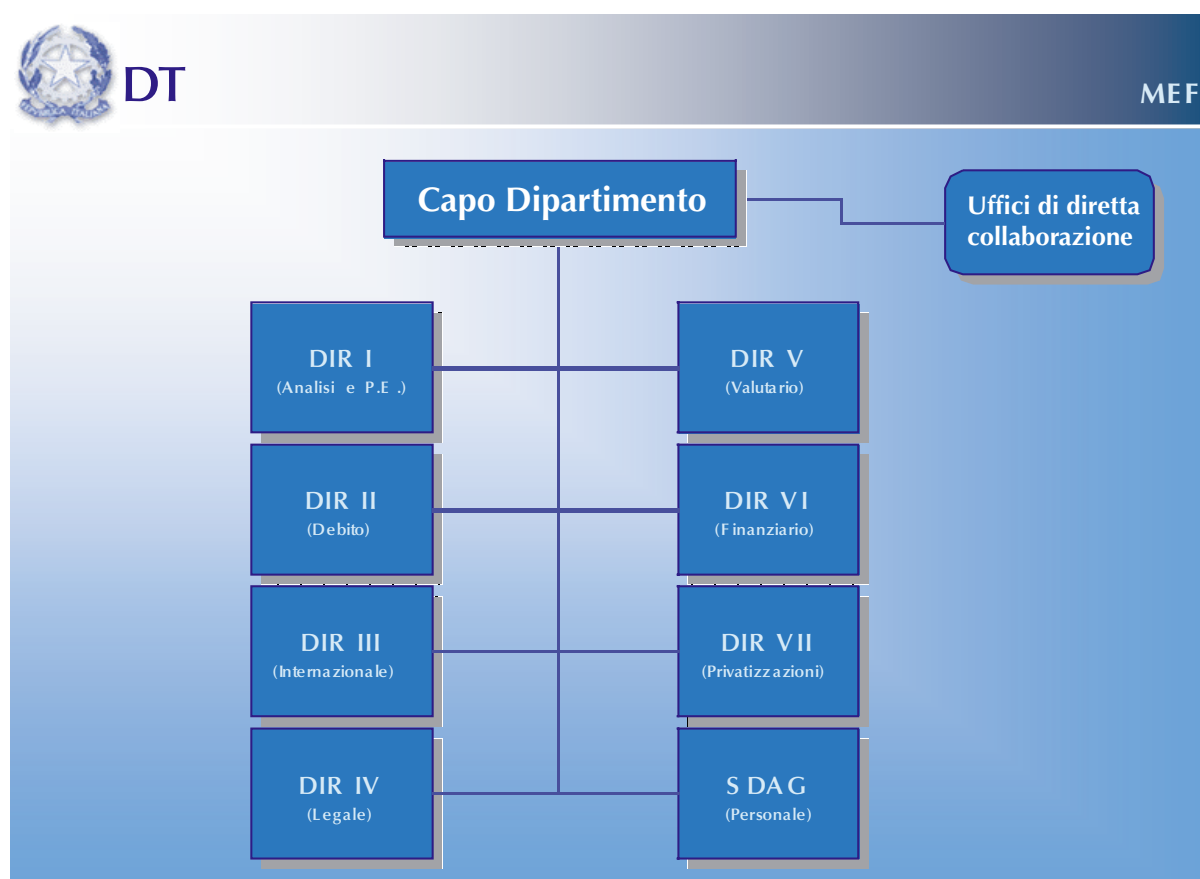 DT
MEF
Capo Dipartimento
Uffici di diretta
collaborazione
DIR I
(Analisi e P.E.)
DIR V
(Valutario)
DIR II
(Debito)
DIR VI
(Finanziario)
DIR III
(Internazionale)
DIR VII
(Privatizzazioni)
DIR IV
(Legale)
SDAG
(Personale)